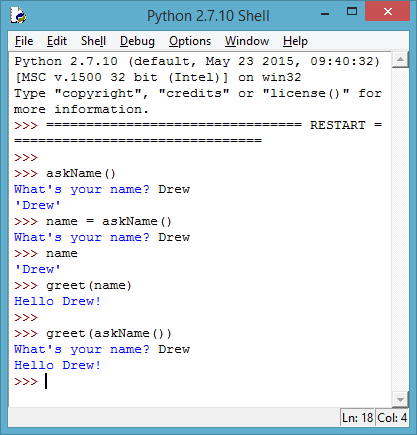 Python 2.7.10 Shell
File Edit Shell Debug Options Window Help
Python 2.7.10 (default, May 23 2015, 09:40:32)
[MSC v.1500 32 bit (Intel)] on win32
Type "copyright", "credits" or "license()" for
more information.
>>> ================================ RESTART =
===============================
>>>
>>> askName()
What's your name? Drew
'Drew'
>>> name = askName()
What's your name? Drew
>>> name
'Drew'
>>> greet(name)
Hello Drew!
>>>
>>> greet(askName())
What's your name? Drew
Hello Drew!
>>>
Ln: 18 Col: 4